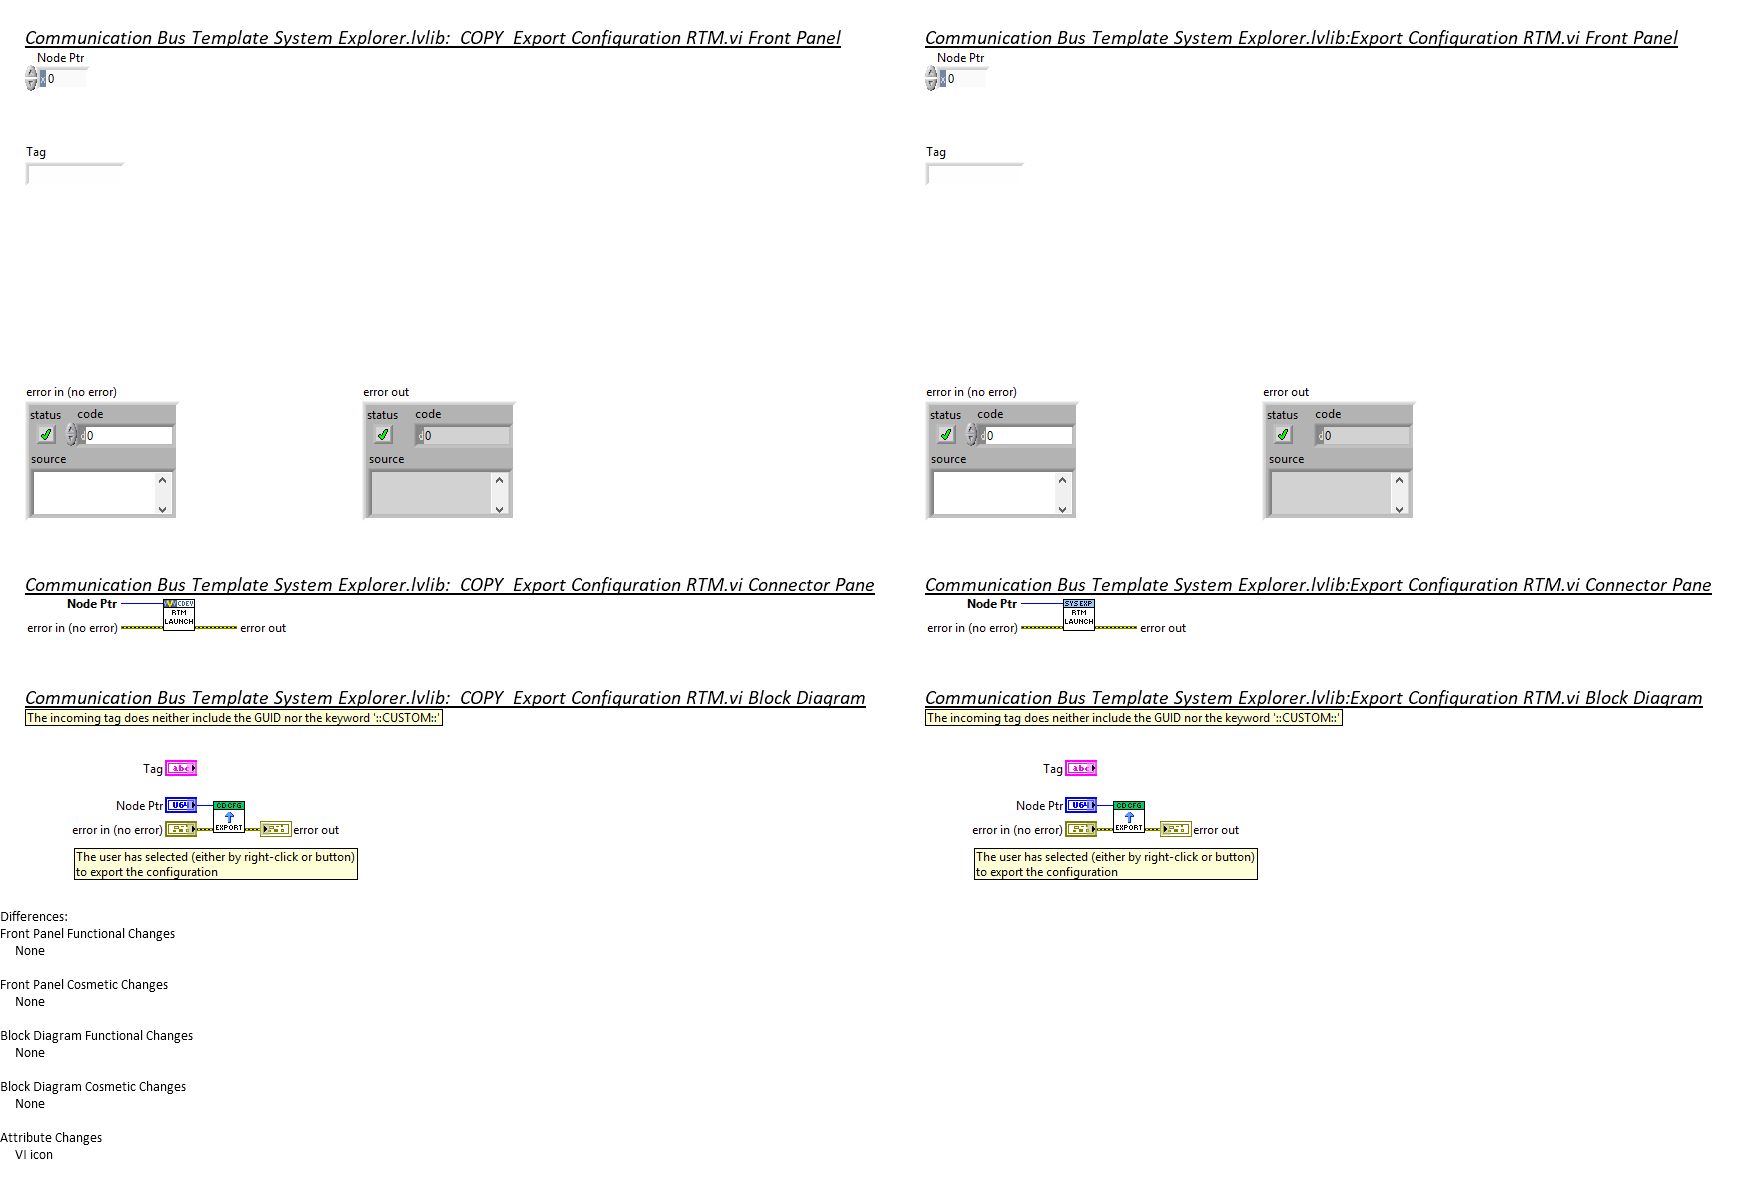 Communication Bus Template System Explorer.lvlib:  COPY  Export Configuration RTM.vi Front Panel
Node Ptr
x 0
Tag
error in (no error)
status code
d 0
source
error out
status code
d 0
source
Communication Bus Template System Explorer.lvlib:  COPY  Export Configuration RTM.vi Connector Pane
Node Ptr
CDEV
RTM
LAUNCH
error in (no error)
error out
Communication Bus Template System Explorer.lvlib:  COPY  Export Configuration RTM.vi Block Diagram
The incoming tag does neither include the GUID nor the keyword '::CUSTOM::'
Tag abc
Node Ptr U64
CD CFG
EXPORT
error in (no error)
error out
The user has selected (either by right-click or button)
to export the configuration
Communication Bus Template System Explorer.lvlib:Export Configuration RTM.vi Front Panel
Node Ptr
x 0
Tag
error in (no error)
status code
d 0
source
error out
status code
d 0
source
Communication Bus Template System Explorer.lvlib:Export Configuration RTM.vi Connector Pane
Node Ptr
SYS EXP
RTM
LAUNCH
error in (no error)
error out
Communication Bus Template System Explorer.lvlib:Export Configuration RTM.vi Block Diagram
The incoming tag does neither include the GUID nor the keyword '::CUSTOM::'
Tag abc
Node Ptr U64
CD CFG
EXPORT
error in (no error)
error out
The user has selected (either by right-click or button)
to export the configuration
Differences:
Front Panel Functional Changes
None
Front Panel Cosmetic Changes
None
Block Diagram Functional Changes
None
Block Diagram Cosmetic Changes
None
Attribute Changes
VI icon